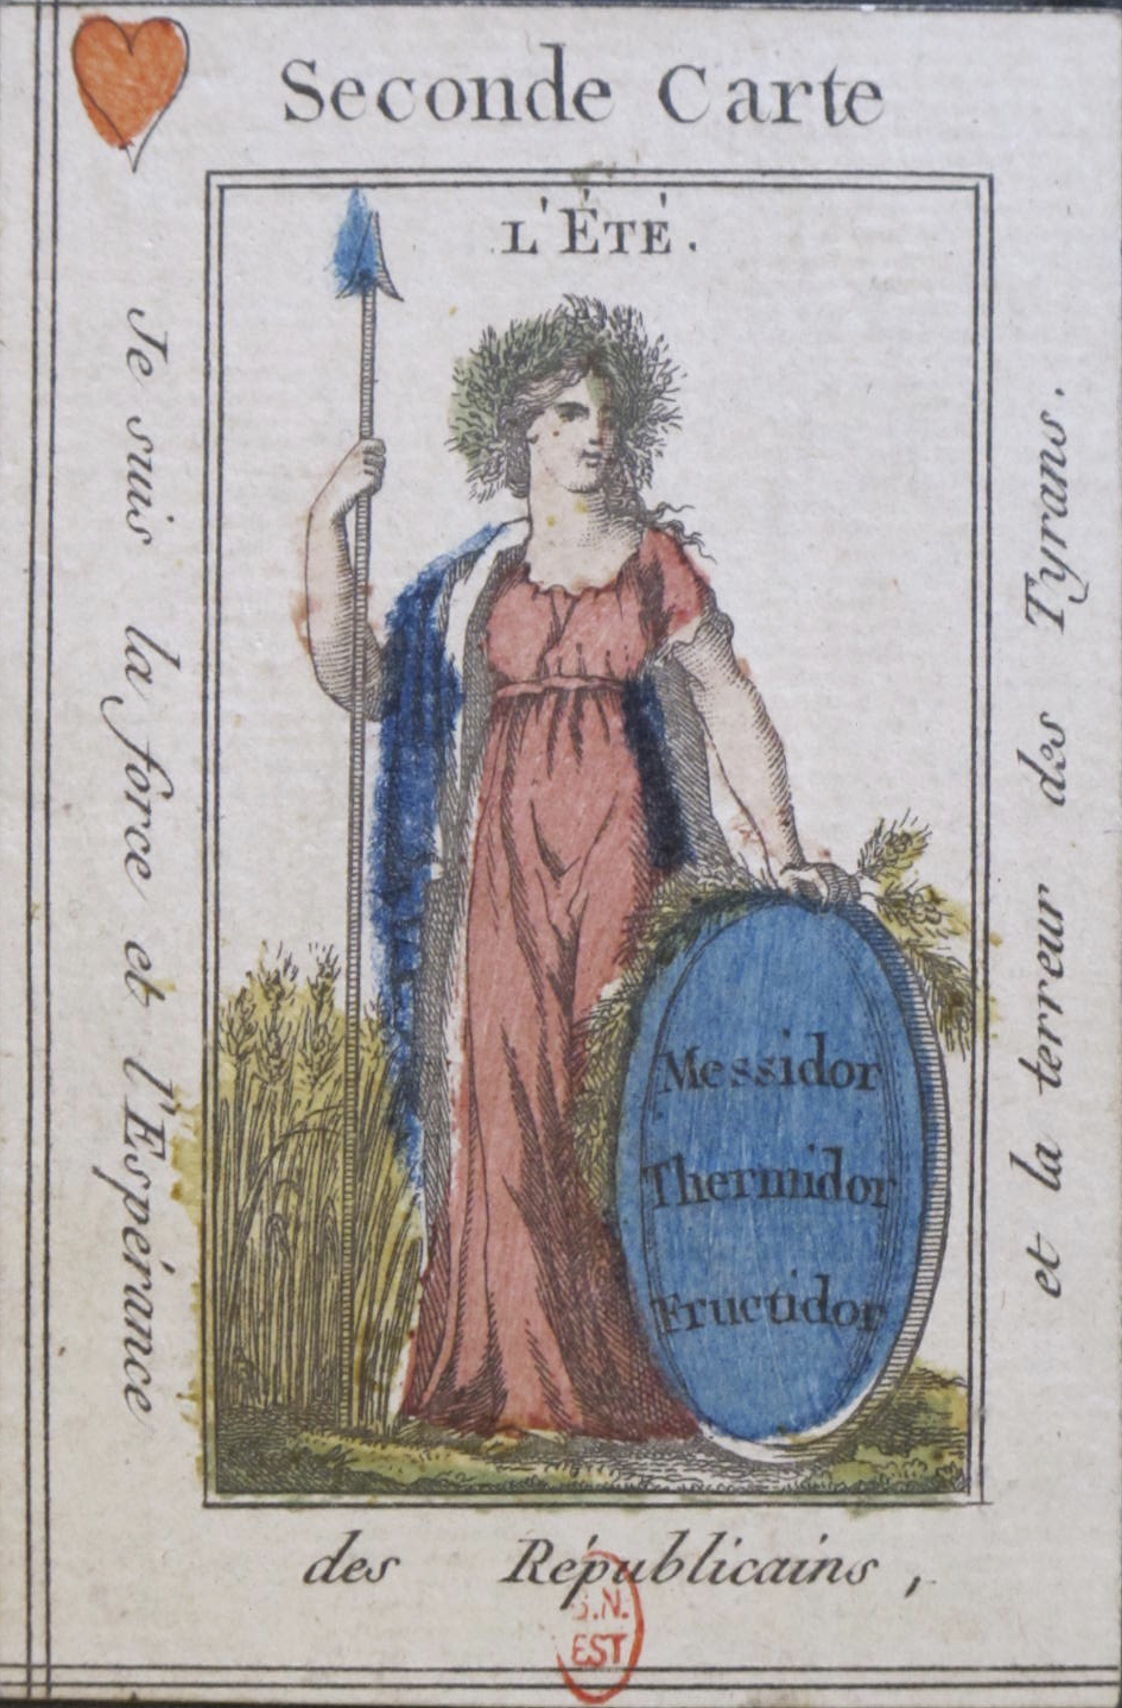 Seconde Carte
L'ÉTÉ.
Je suis la force et l'Espérance
des Républicains,
et la terreur des Tyrans.
Messidor
Thermidor
Fructidor
B.N.
EST